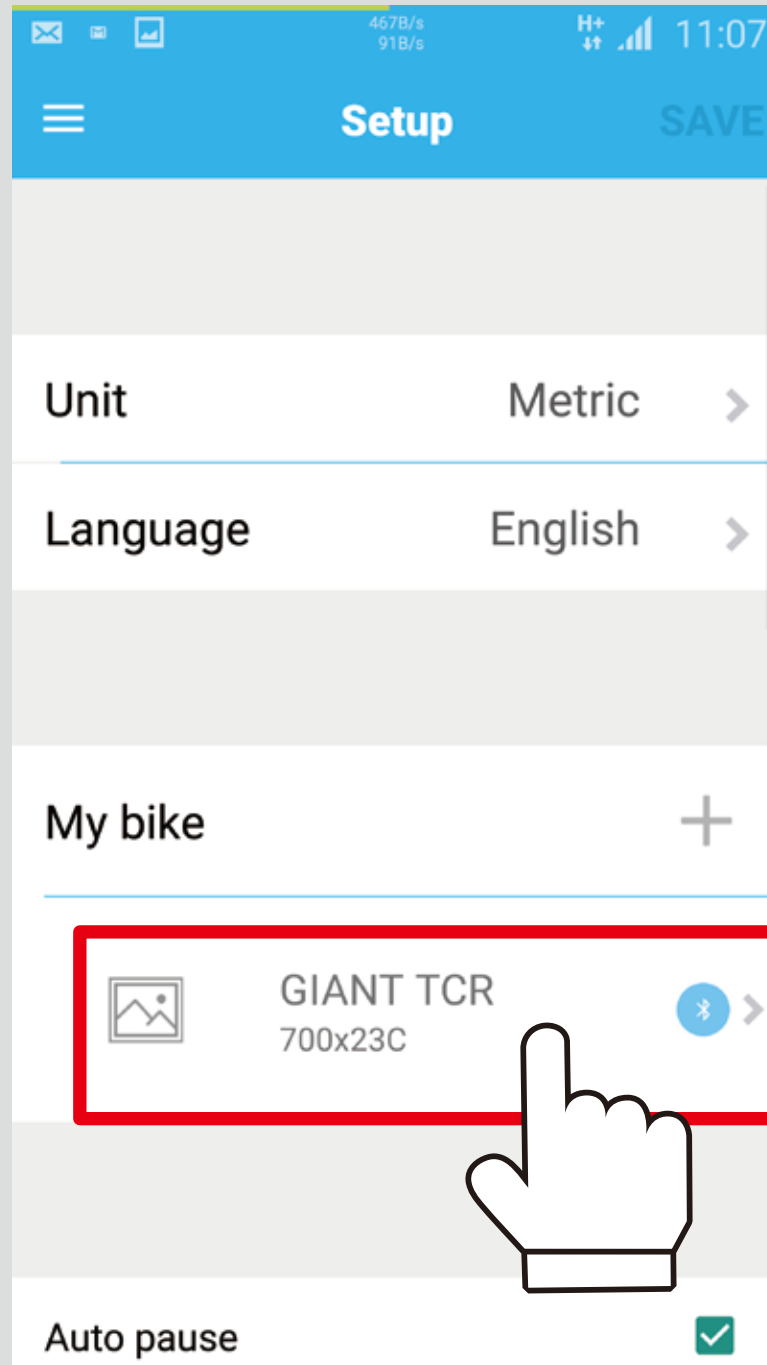 467B/s
91B/s
H+ 11:07
Setup SAVE
Unit Metric
Language English
My bike
GIANT TCR
700x23C
Auto pause